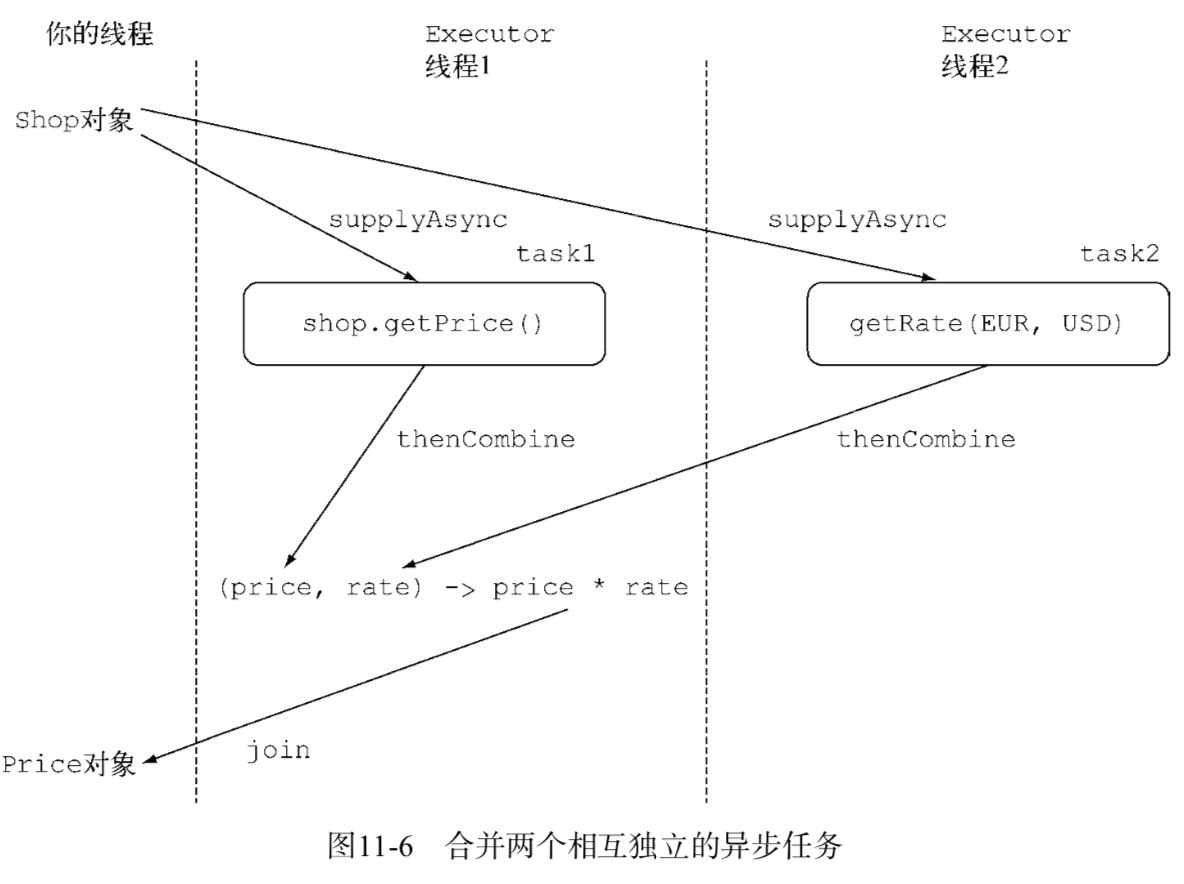 你的线程
Executor
线程1
Executor
线程2
Shop对象
supplyAsync
supplyAsync
task1
task2
shop.getPrice()
getRate(EUR, USD)
thenCombine
thenCombine
(price, rate) -> price * rate
join
Price对象
图11-6 合并两个相互独立的异步任务